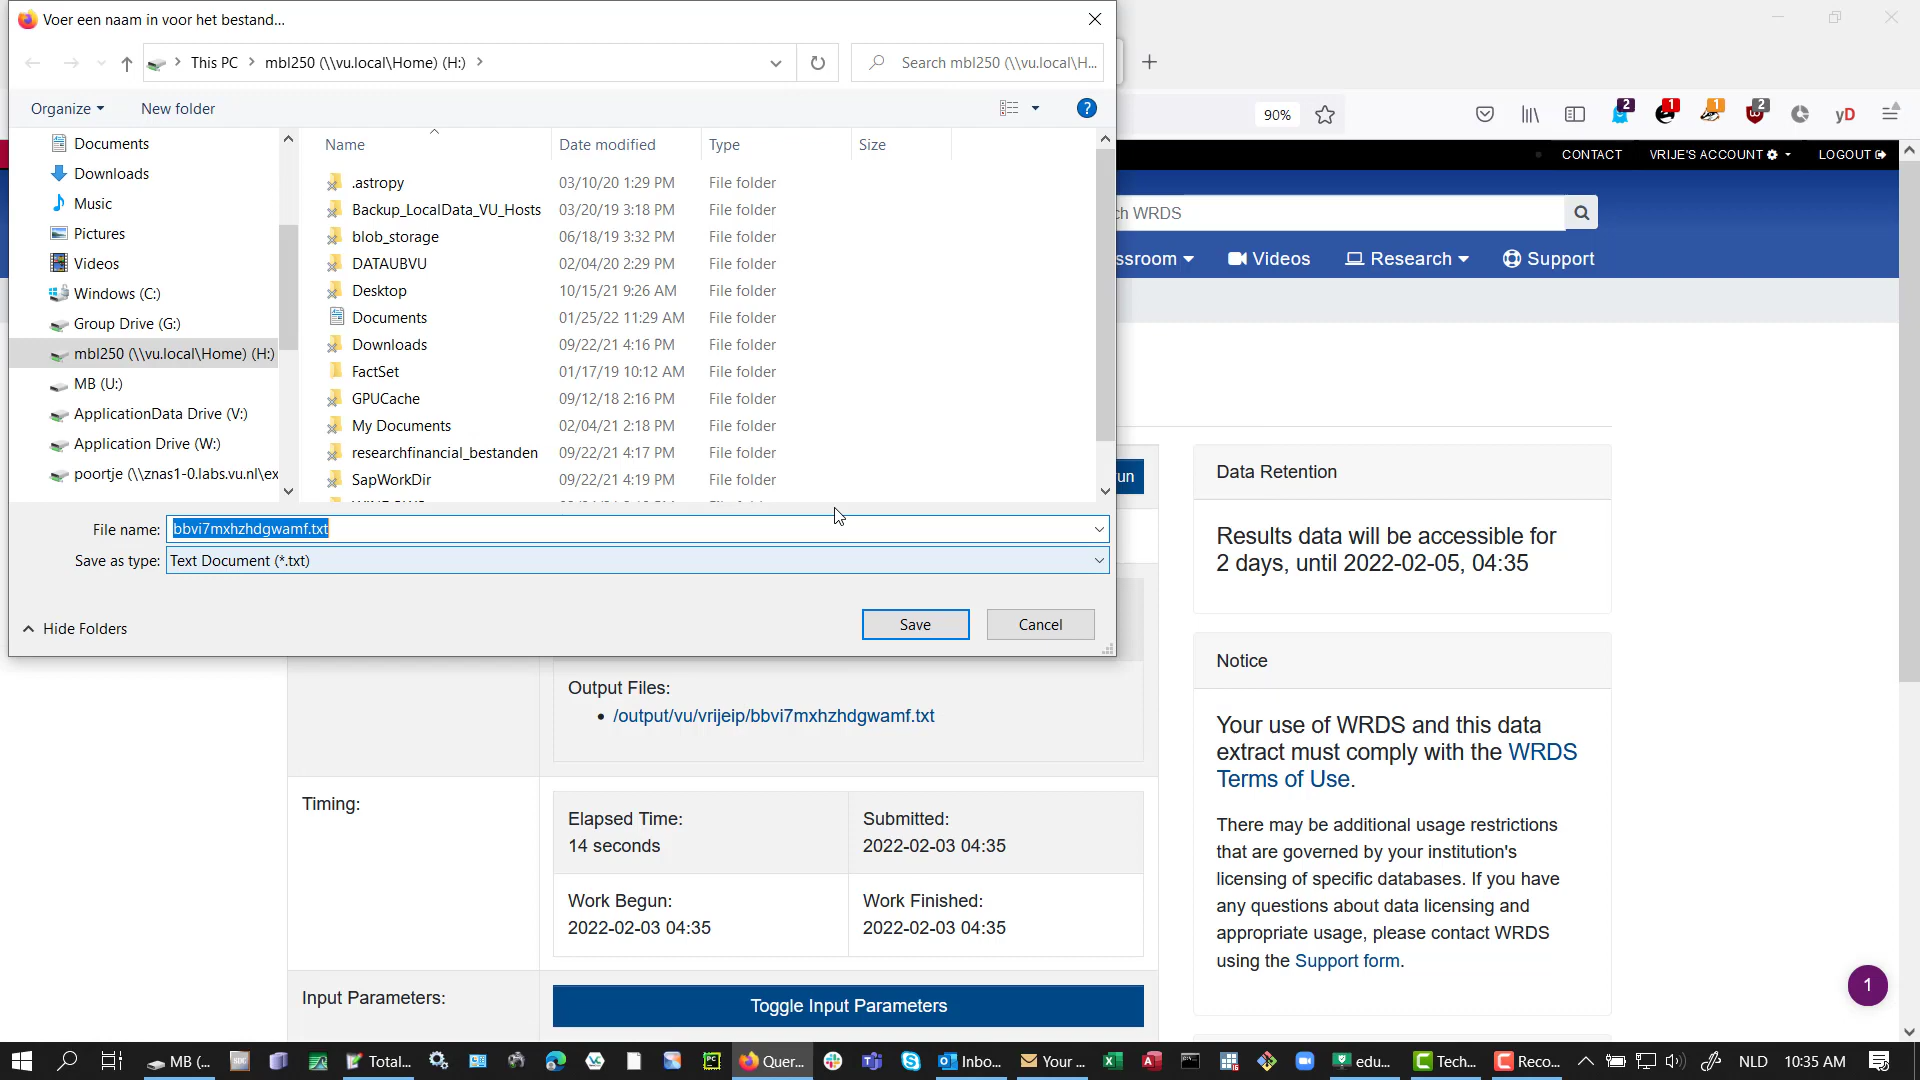 Voer een naam in voor het bestand...
This PC > mbl250 (\\vu.local\Home) (H:) >
Search mbl250 (\\vu.local\H...
Organize
New folder
Documents
Downloads
Music
Pictures
Videos
Windows (C:)
Group Drive (G:)
mbl250 (\\vu.local\Home) (H:)
MB (U:)
ApplicationData Drive (V:)
Application Drive (W:)
poortje (\\znas1-0.labs.vu.nl\ex
Name Date modified Type Size
.astropy 03/10/20 1:29 PM File folder
Backup_LocalData_VU_Hosts 03/20/19 3:18 PM File folder
blob_storage 06/18/19 3:32 PM File folder
DATAUBVU 02/04/20 2:29 PM File folder
Desktop 10/15/21 9:26 AM File folder
Documents 01/25/22 11:29 AM File folder
Downloads 09/22/21 4:16 PM File folder
FactSet 01/17/19 10:12 AM File folder
GPUCache 09/12/18 2:16 PM File folder
My Documents 02/04/21 2:18 PM File folder
researchfinancial_bestanden 09/22/21 4:17 PM File folder
SapWorkDir 09/22/21 4:19 PM File folder
File name: bbvi7mxhzhdgwamf.txt
Save as type: Text Document (*.txt)
Hide Folders
Save
Cancel
90%
2 1 1 2
yD
CONTACT VRIJE'S ACCOUNT LOGOUT
ch WRDS
ssroom Videos Research Support
un
Output Files:
/output/vu/vrijeip/bbvi7mxhzhdgwamf.txt
Timing:
Elapsed Time:
14 seconds
Submitted:
2022-02-03 04:35
Work Begun:
2022-02-03 04:35
Work Finished:
2022-02-03 04:35
Input Parameters:
Toggle Input Parameters
Data Retention
Results data will be accessible for
2 days, until 2022-02-05, 04:35
Notice
Your use of WRDS and this data
extract must comply with the WRDS
Terms of Use.
There may be additional usage restrictions
that are governed by your institution's
licensing of specific databases. If you have
any questions about data licensing and
appropriate usage, please contact WRDS
using the Support form.
1
MB (... Total... Quer... Inbo... Your ... edu... Tech... Reco... NLD 10:35 AM